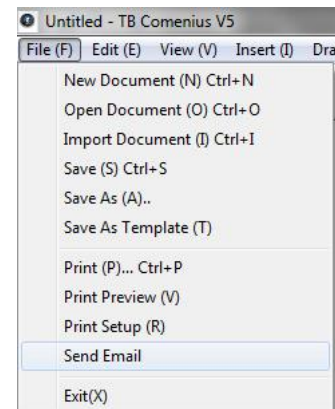 Untitled - TB Comenius V5
File (F) Edit (E) View (V) Insert (I) Dra
New Document (N) Ctrl+N
Open Document (O) Ctrl+O
Import Document (I) Ctrl+I
Save (S) Ctrl+S
Save As (A)..
Save As Template (T)
Print (P)... Ctrl+P
Print Preview (V)
Print Setup (R)
Send Email
Exit(X)